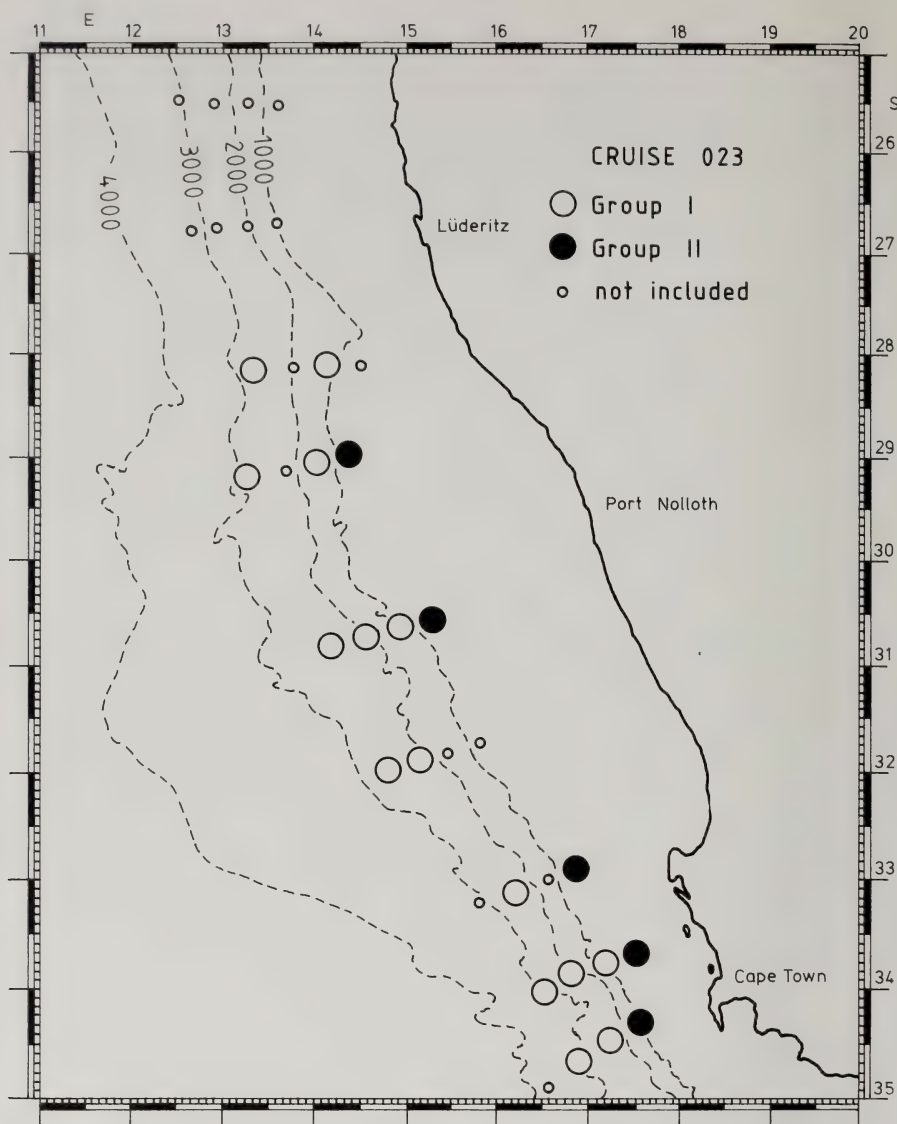 E
11 12 13 14 15 16 17 18 19 20
S
26
27
28
29
30
31
32
33
34
35
4000
3000
2000
1000
CRUISE 023
Group I
Group II
not included
Lüderitz
Port Nolloth
Cape Town